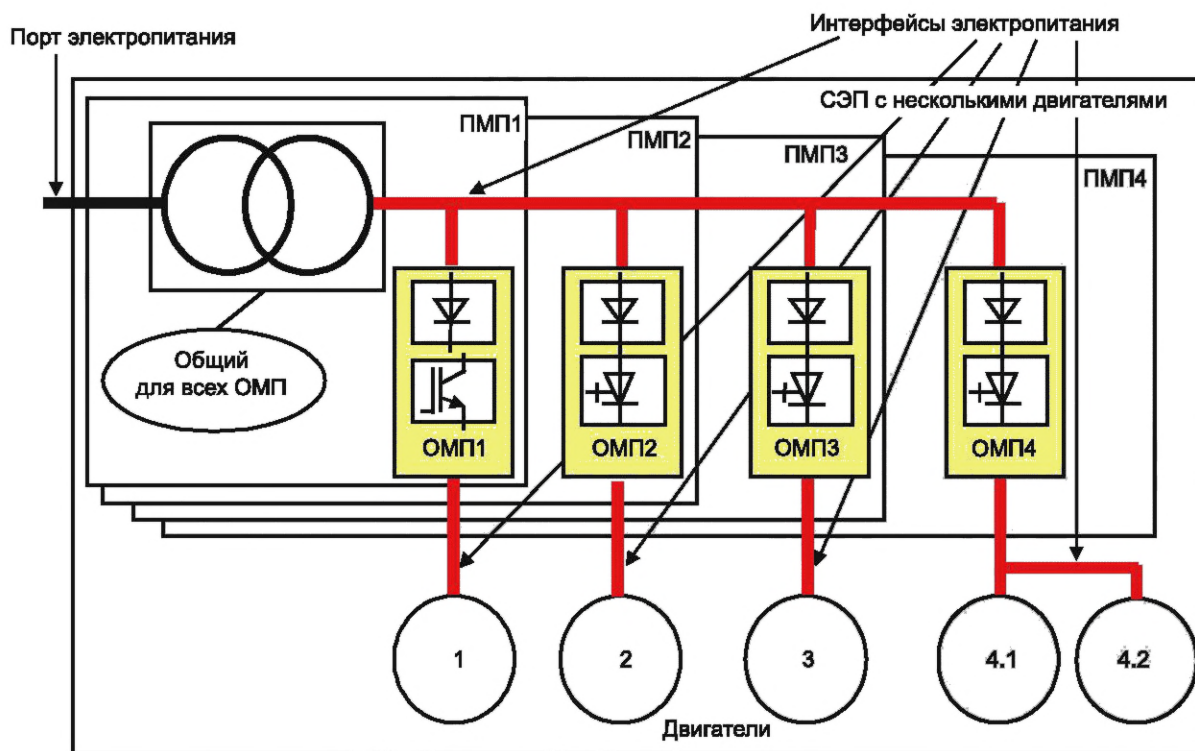 Порт электропитания
Интерфейсы электропитания
СЭП с несколькими двигателями
ПМП1
ПМП2
ПМП3
ПМП4
Общий
для всех ОМП
ОМП1
ОМП2
ОМП3
ОМП4
1
2
3
4.1
4.2
Двигатели